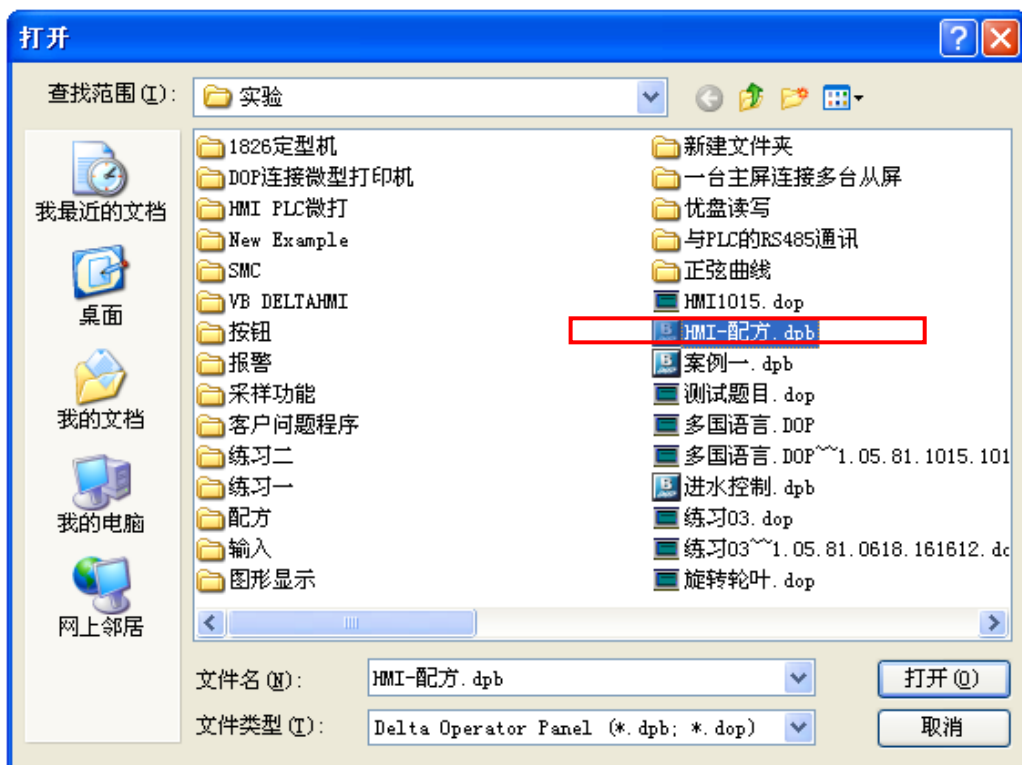 打开
查找范围(I):
实验
我最近的文档
桌面
我的文档
我的电脑
网上邻居
1826定型机
DOP连接微型打印机
HMI PLC微打
New Example
SMC
VB DELTAHMI
按钮
报警
采样功能
客户问题程序
练习二
练习一
配方
输入
图形显示
新建文件夹
一台主屏连接多台从屏
优盘读写
与PLC的RS485通讯
正弦曲线
HMI1015.dop
HMI-配方.dpb
案例一.dpb
测试题目.dop
多国语言.DOP
多国语言.DOP~~1.05.81.1015.101
进水控制.dpb
练习03.dop
练习03~~1.05.81.0618.161612.do
旋转轮叶.dop
文件名(N):
HMI-配方.dpb
打开(O)
文件类型(T):
Delta Operator Panel (*.dpb; *.dop)
取消